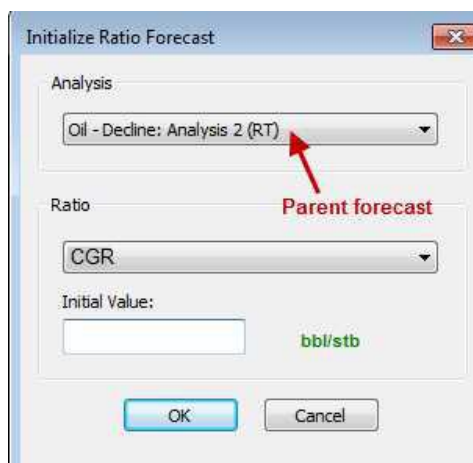 Initialize Ratio Forecast
Analysis
Oil - Decline: Analysis 2 (RT)
Parent forecast
Ratio
CGR
Initial Value:
bbl/stb
OK
Cancel